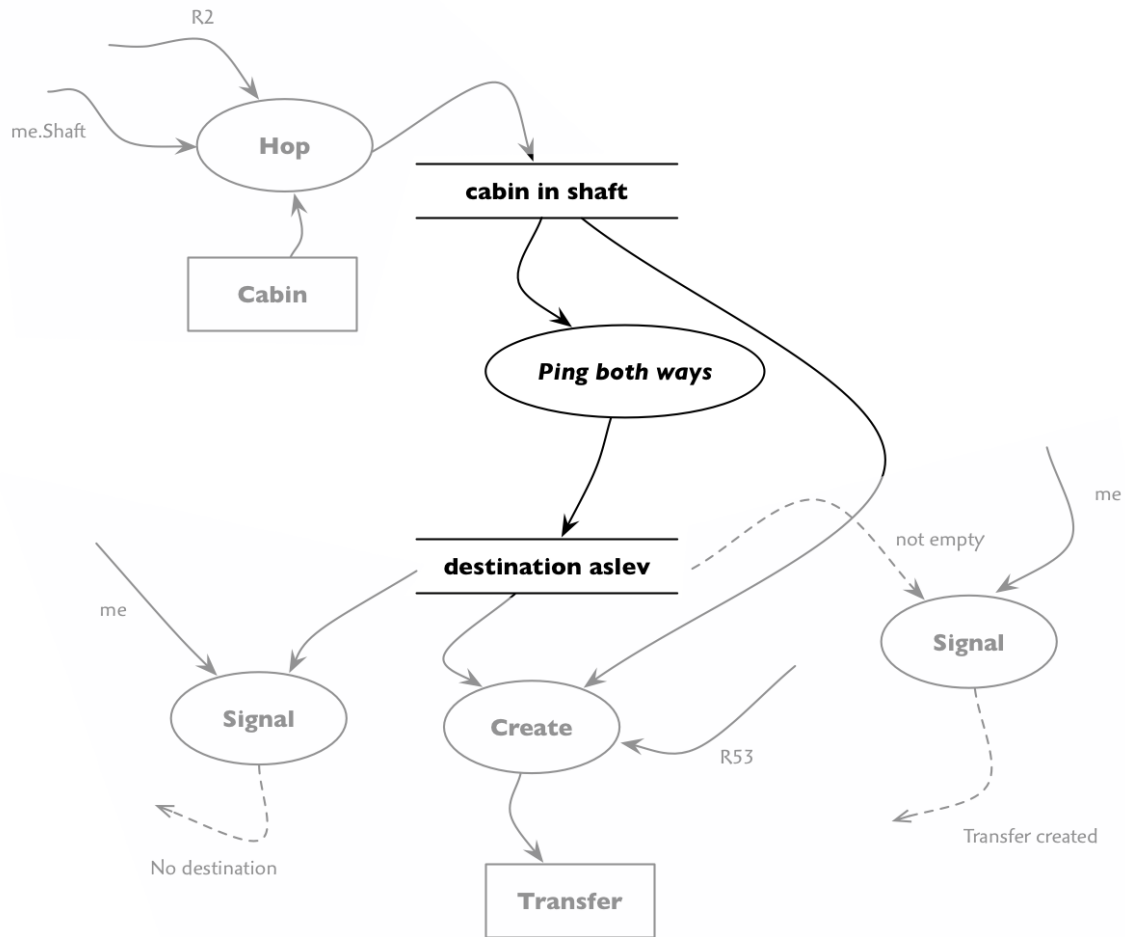 R2
me.Shaft
Hop
cabin in shaft
Cabin
Ping both ways
me
not empty
destination aslev
me
Signal
Signal
Create
R53
Transfer created
No destination
Transfer